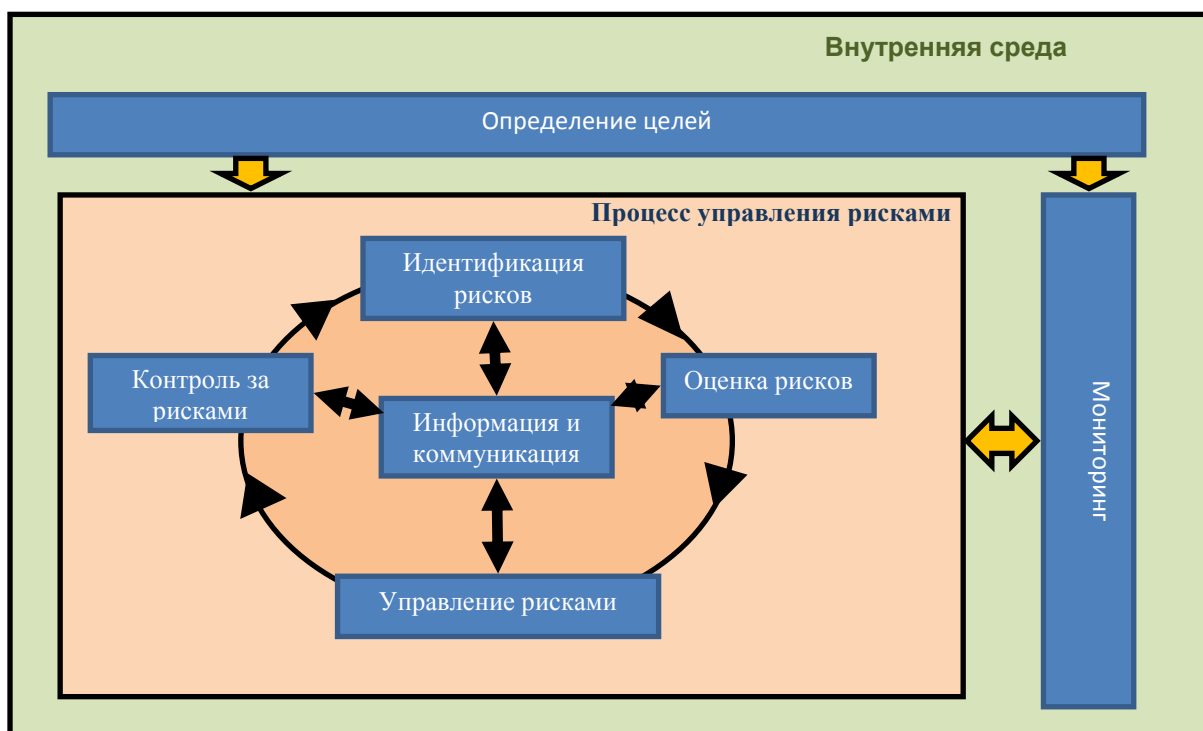 Внутренняя среда
Определение целей
Процесс управления рисками
Идентификация
рисков
Контроль за
рисками
Оценка рисков
Информация и
коммуникация
Управление рисками
Мониторинг